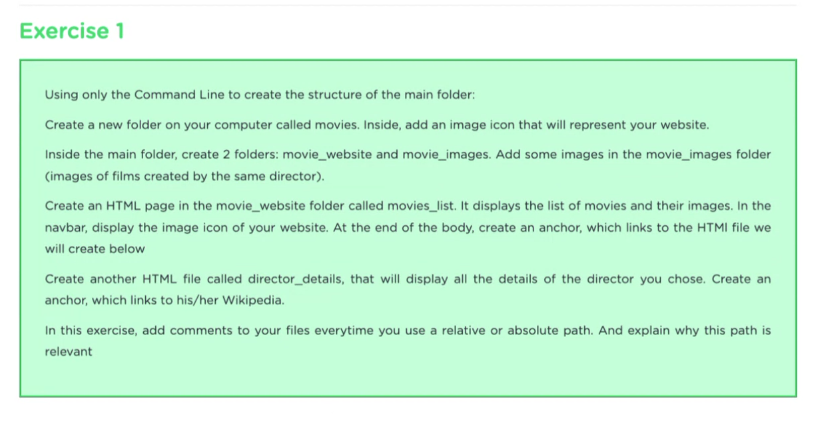 Exercise 1
Using only the Command Line to create the structure of the main folder:
Create a new folder on your computer called movies. Inside, add an image icon that will represent your website.
Inside the main folder, create 2 folders: movie_website and movie_images. Add some images in the movie_images folder
(images of films created by the same director).
Create an HTML page in the movie_website folder called movies_list. It displays the list of movies and their images. In the
navbar, display the image icon of your website. At the end of the body, create an anchor, which links to the HTMl file we
will create below
Create another HTML file called director_details, that will display all the details of the director you chose. Create an
anchor, which links to his/her Wikipedia.
In this exercise, add comments to your files everytime you use a relative or absolute path. And explain why this path is
relevant